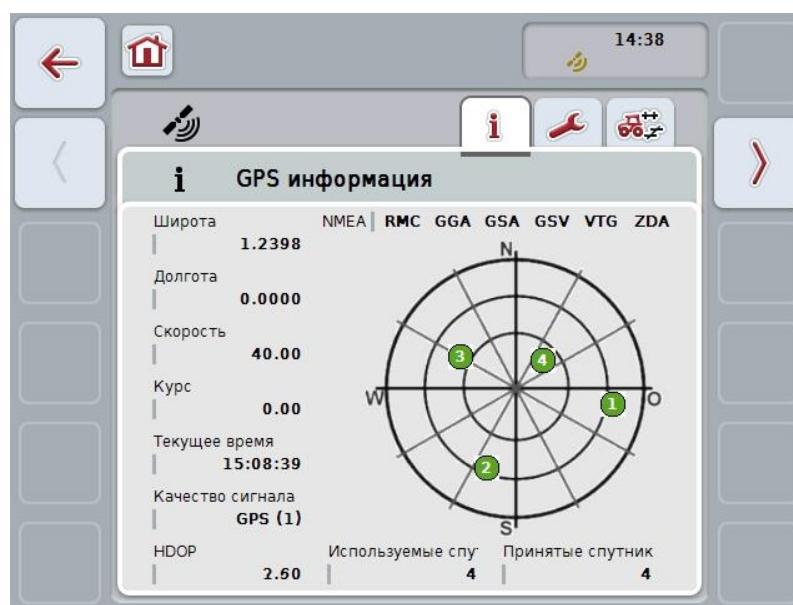 14:38
i
i GPS информация
Широта
1.2398
Долгота
0.0000
Скорость
40.00
Курс
0.00
Текущее время
15:08:39
Качество сигнала
GPS (1)
HDOP
2.60
NMEA RMC GGA GSA GSV VTG ZDA
N
3 4
W 1 O
2
S
Используемые спу
4
Принятые спутник
4